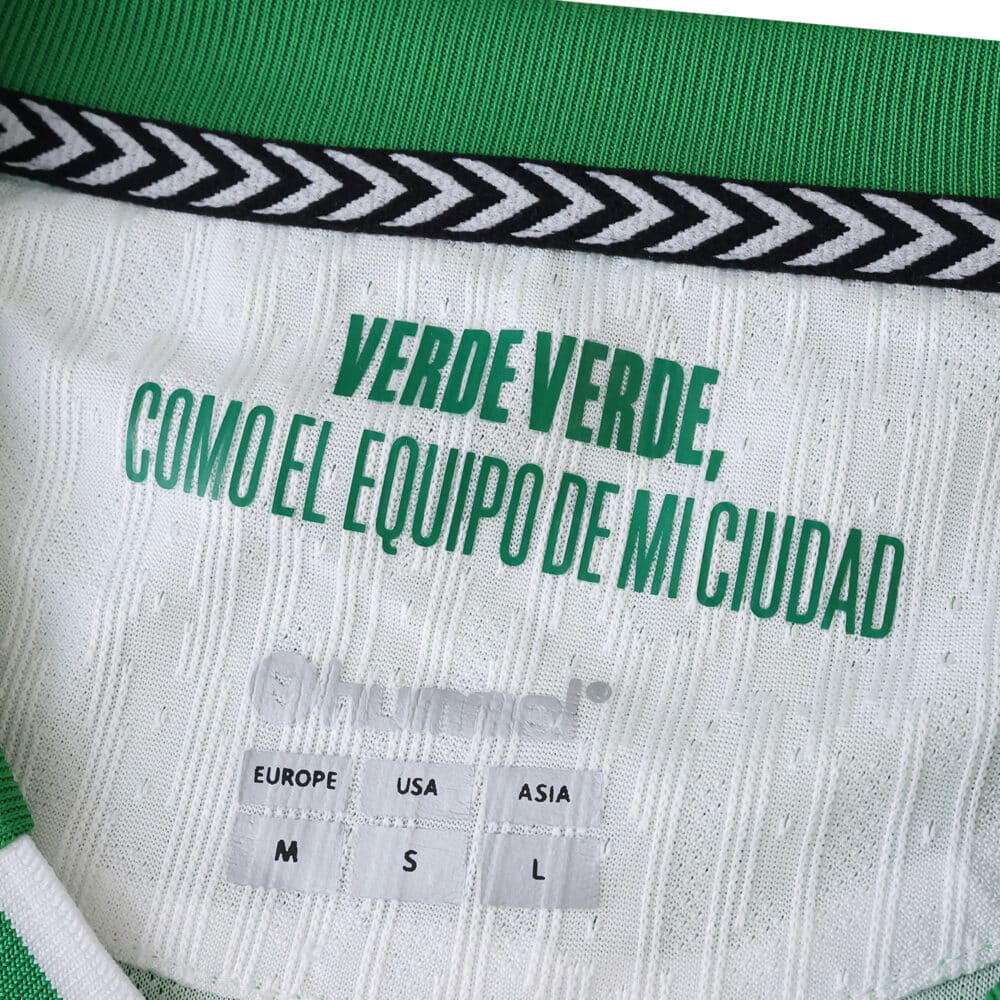 VERDE VERDE,
COMO EL EQUIPO DE MI CIUDAD
hummel®
EUROPE USA ASIA
M S L